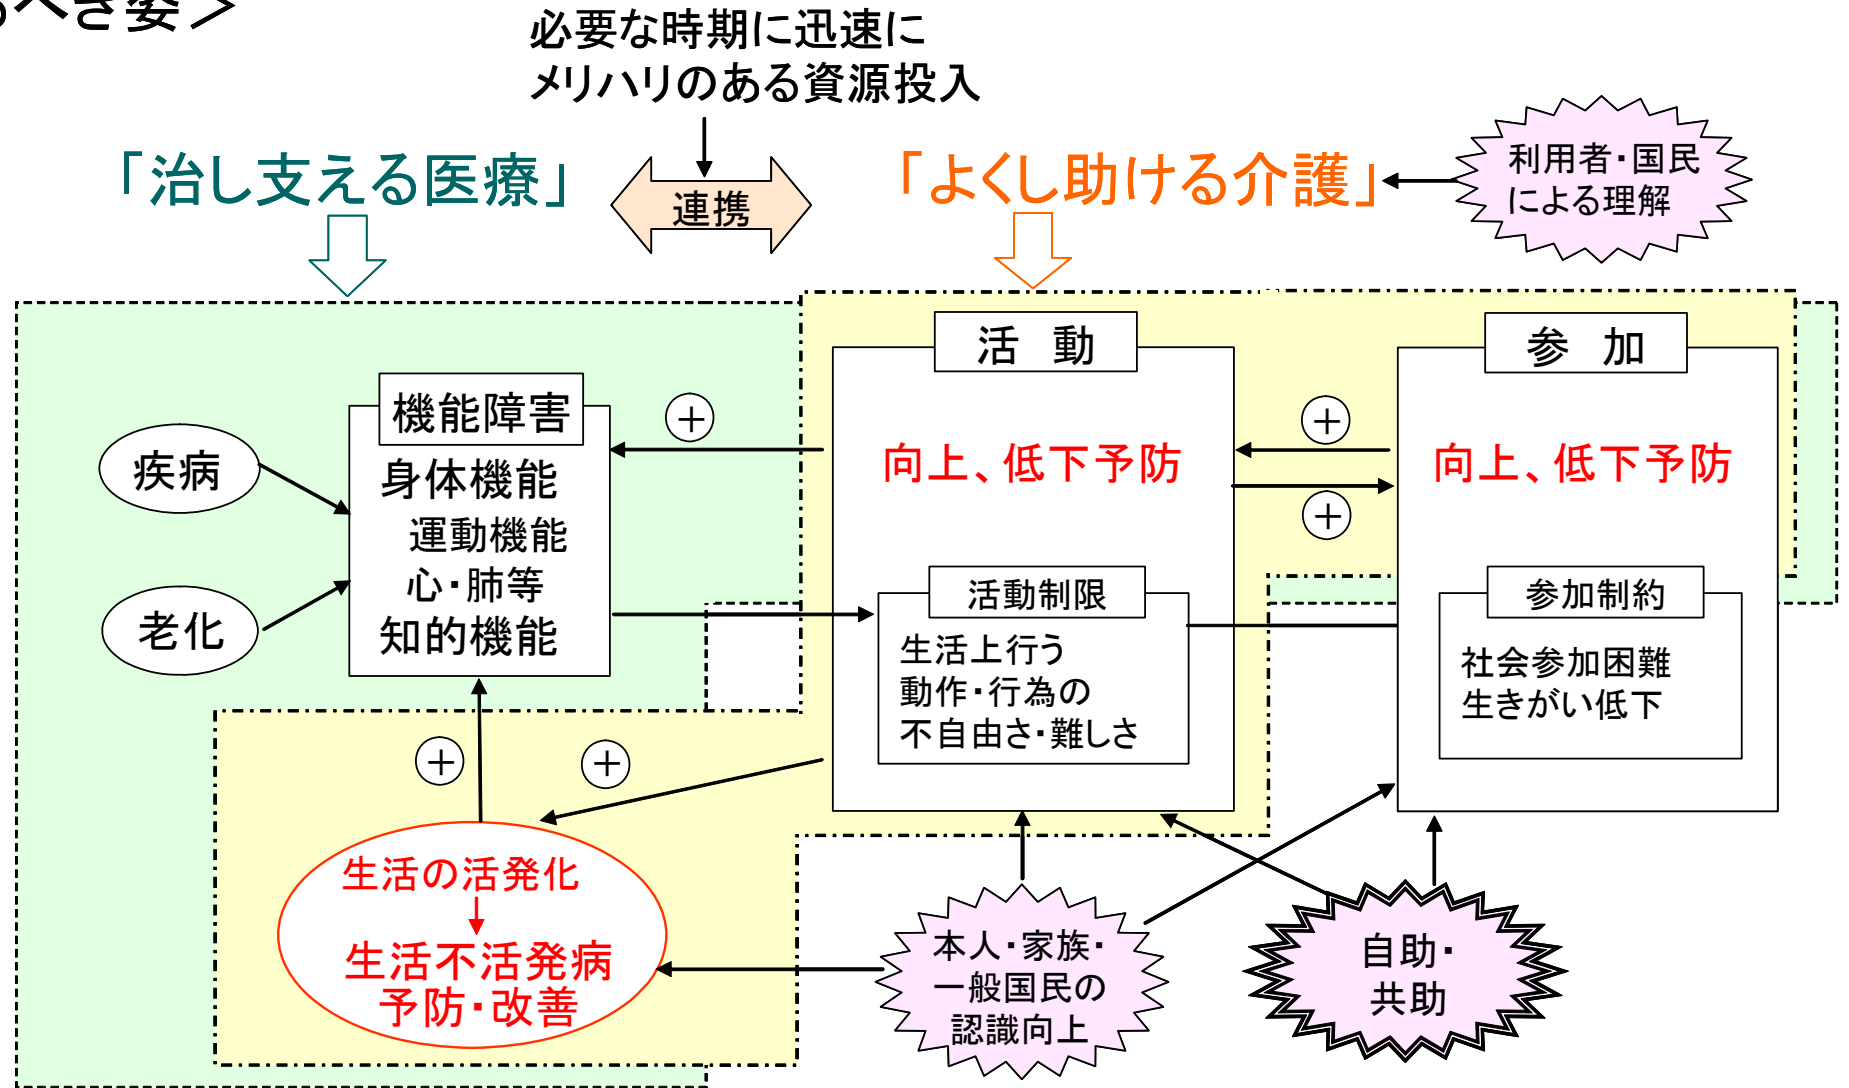 るべき姿＞
必要な時期に迅速に
メリハリのある資源投入
「治し支える医療」
連携
「よくし助ける介護」
利用者・国民
による理解
活　動
参　加
機能障害
＋
＋
疾病
身体機能
向上、低下予防
向上、低下予防
運動機能
＋
心・肺等
老化
知的機能
活動制限
参加制約
生活上行う
動作・行為の
不自由さ・難しさ
社会参加困難
生きがい低下
＋
＋
生活の活発化
生活不活発病
予防・改善
本人・家族・
一般国民の
認識向上
自助・
共助